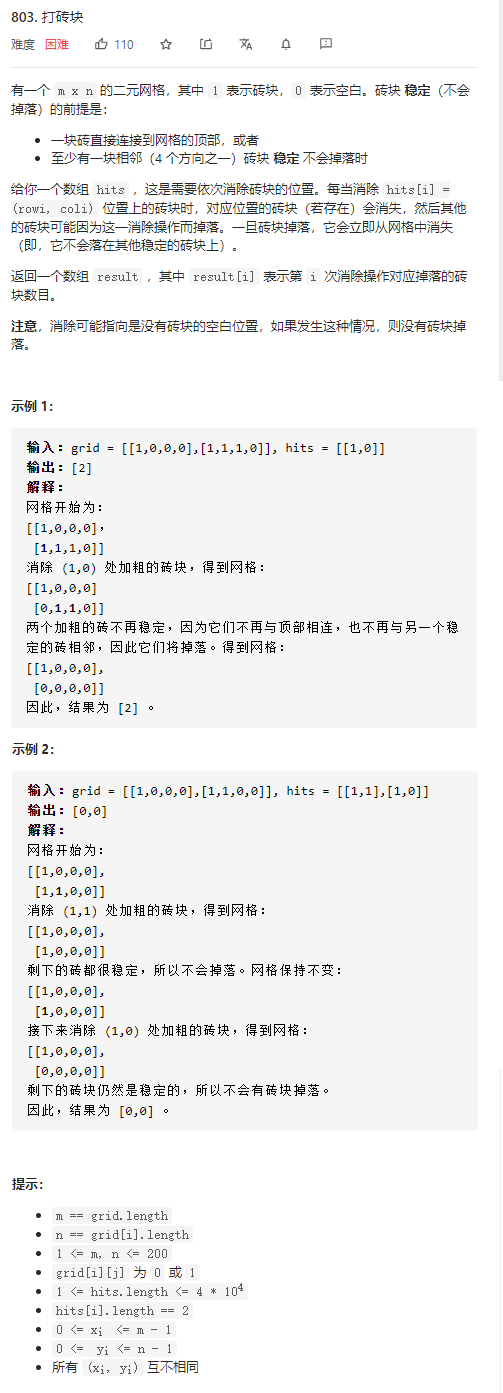 803. 打砖块
难度 困难 110
有一个 m x n 的二元网格，其中 1 表示砖块，0 表示空白。砖块 稳定（不会
掉落）的前提是：
一块砖直接连接到网格的顶部，或者
至少有一块相邻（4 个方向之一）砖块 稳定 不会掉落时
给你一个数组 hits ，这是需要依次消除砖块的位置。每当消除 hits[i] =
(rowi, coli) 位置上的砖块时，对应位置的砖块（若存在）会消失，然后其他
的砖块可能因为这一消除操作而掉落。一旦砖块掉落，它会立即从网格中消失
（即，它不会落在其他稳定的砖块上）。
返回一个数组 result ，其中 result[i] 表示第 i 次消除操作对应掉落的砖
块数目。
注意，消除可能指向是没有砖块的空白位置，如果发生这种情况，则没有砖块掉
落。
示例 1：
输入：grid = [[1,0,0,0],[1,1,1,0]], hits = [[1,0]]
输出：[2]
解释：
网格开始为：
[[1,0,0,0]，
[1,1,1,0]]
消除 (1,0) 处加粗的砖块，得到网格：
[[1,0,0,0]
[0,1,1,0]]
两个加粗的砖不再稳定，因为它们不再与顶部相连，也不再与另一个稳
定的砖相邻，因此它们将掉落。得到网格：
[[1,0,0,0],
[0,0,0,0]]
因此，结果为 [2] 。
示例 2：
输入：grid = [[1,0,0,0],[1,1,0,0]], hits = [[1,1],[1,0]]
输出：[0,0]
解释：
网格开始为：
[[1,0,0,0],
[1,1,0,0]]
消除 (1,1) 处加粗的砖块，得到网格：
[[1,0,0,0],
[1,0,0,0]]
剩下的砖都很稳定，所以不会掉落。网格保持不变：
[[1,0,0,0],
[1,0,0,0]]
接下来消除 (1,0) 处加粗的砖块，得到网格：
[[1,0,0,0],
[0,0,0,0]]
剩下的砖块仍然是稳定的，所以不会有砖块掉落。
因此，结果为 [0,0] 。
提示：
m == grid.length
n == grid[i].length
1 <= m, n <= 200
grid[i][j] 为 0 或 1
1 <= hits.length <= 4 * 10⁴
hits[i].length == 2
0 <= xᵢ <= m - 1
0 <= yᵢ <= n - 1
所有 (xᵢ, yᵢ) 互不相同